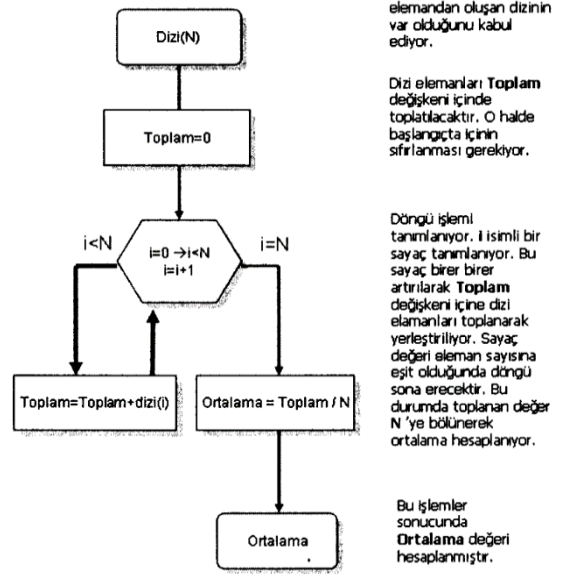 elemandan oluşan dizinin
var olduğunu kabul
ediyor.
Dizi(N)
Dizi elemanları Toplam
değişkeni içinde
toplatılacaktır. O halde
başlangıçta içinin
sıfırlanması gerekiyor.
Toplam=0
Döngü işlemi
tanımlanıyor. i isimli bir
sayaç tanımlanıyor. Bu
sayaç birer birer
artırılarak Toplam
değişkeni içine dizi
elamanları toplanarak
yerleştiriliyor. Sayaç
değeri eleman sayısına
eşit olduğunda döngü
sona erecektir. Bu
durumda toplanan değer
N 'ye bölünerek
ortalama hesaplanıyor.
i<N
i=0 →i<N
i=i+1
i=N
Toplam=Toplam+dizi(i)
Ortalama = Toplam / N
Bu işlemler
sonucunda
Ortalama değeri
hesaplanmıştır.
Ortalama